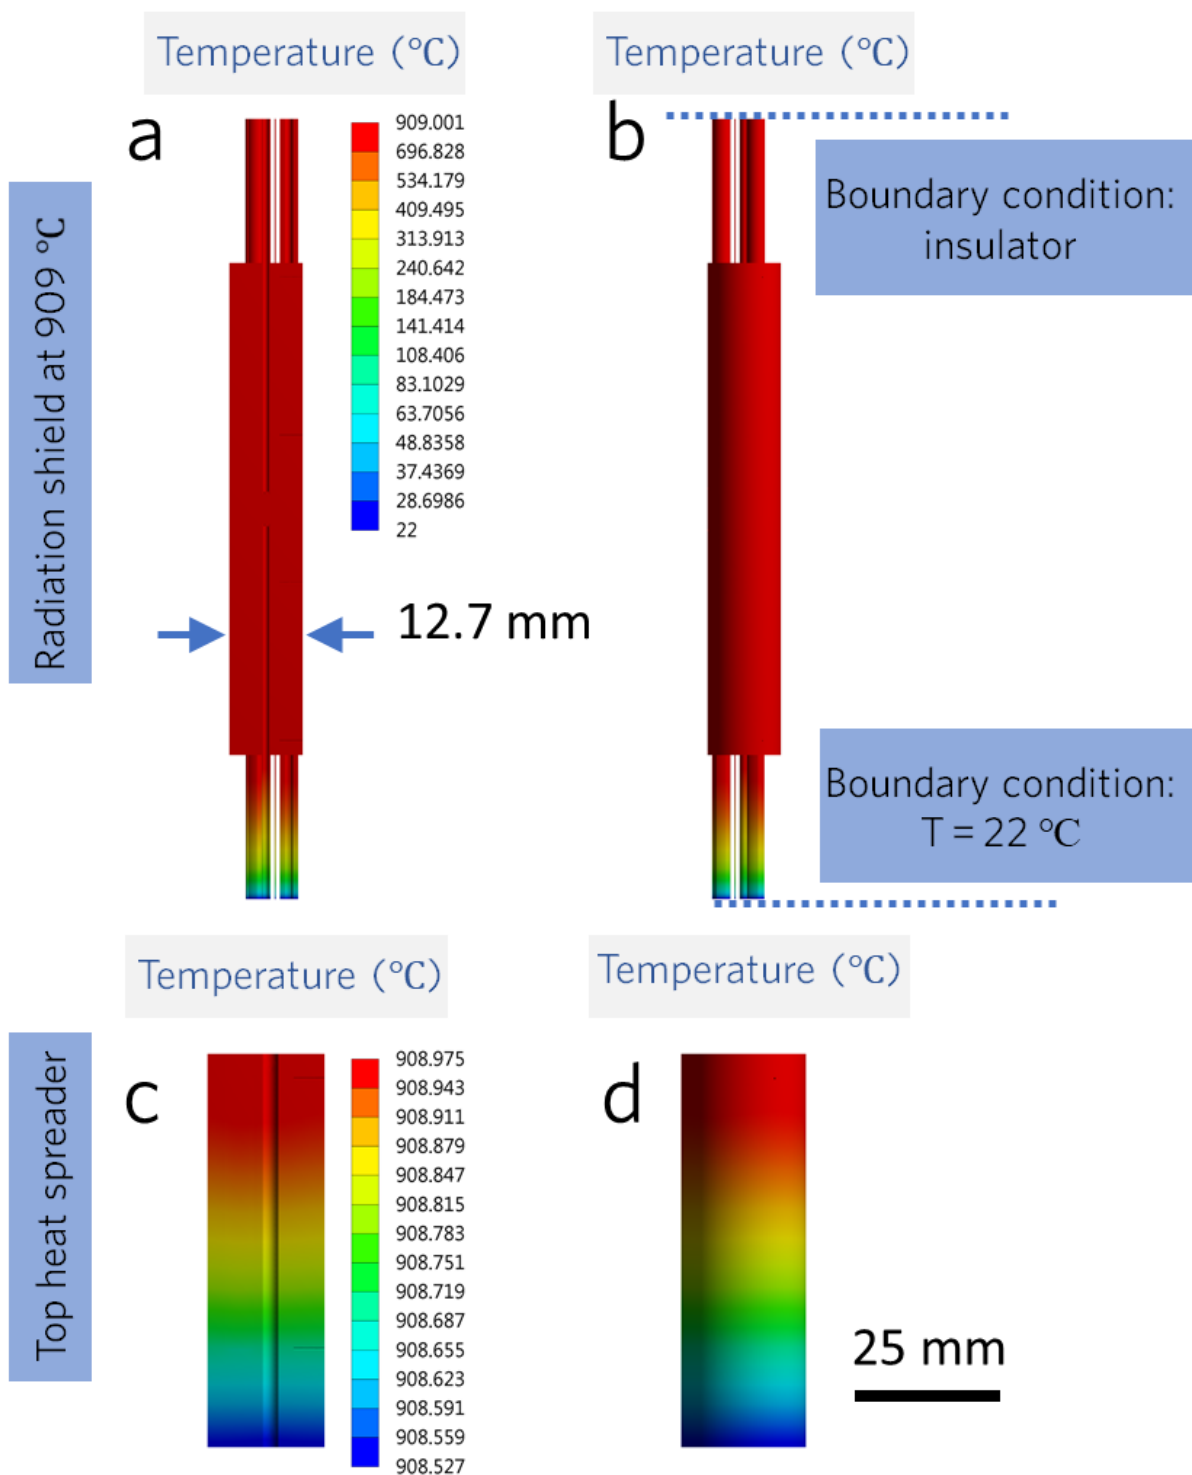 Temperature (°C)
Temperature (°C)
a
b
909.001
696.828
534.179
409.495
313.913
240.642
184.473
141.414
108.406
83.1029
63.7056
48.8358
37.4369
28.6986
22
Radiation shield at 909 °C
Boundary condition:
insulator
12.7 mm
Boundary condition:
T = 22 °C
Temperature (°C)
Temperature (°C)
c
d
908.975
908.943
908.911
908.879
908.847
908.815
908.783
908.751
908.719
908.687
908.655
908.623
908.591
908.559
908.527
Top heat spreader
25 mm